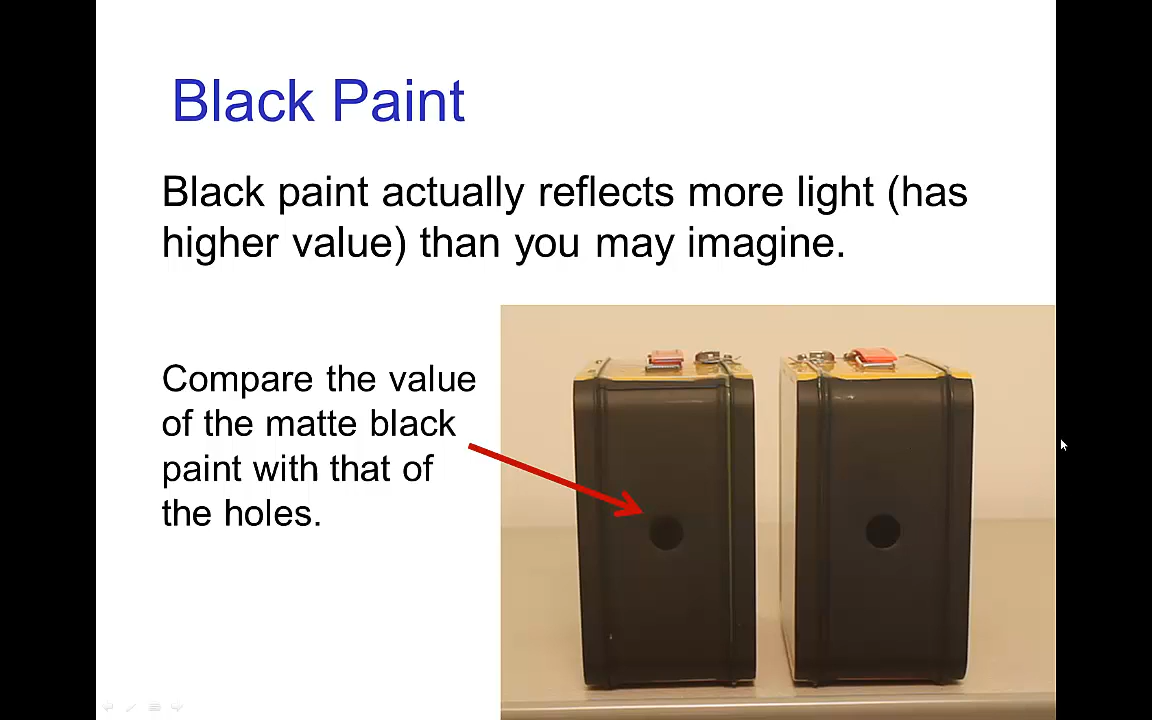 Black Paint
Black paint actually reflects more light (has
higher value) than you may imagine.
Compare the value
of the matte black
paint with that of
the holes.